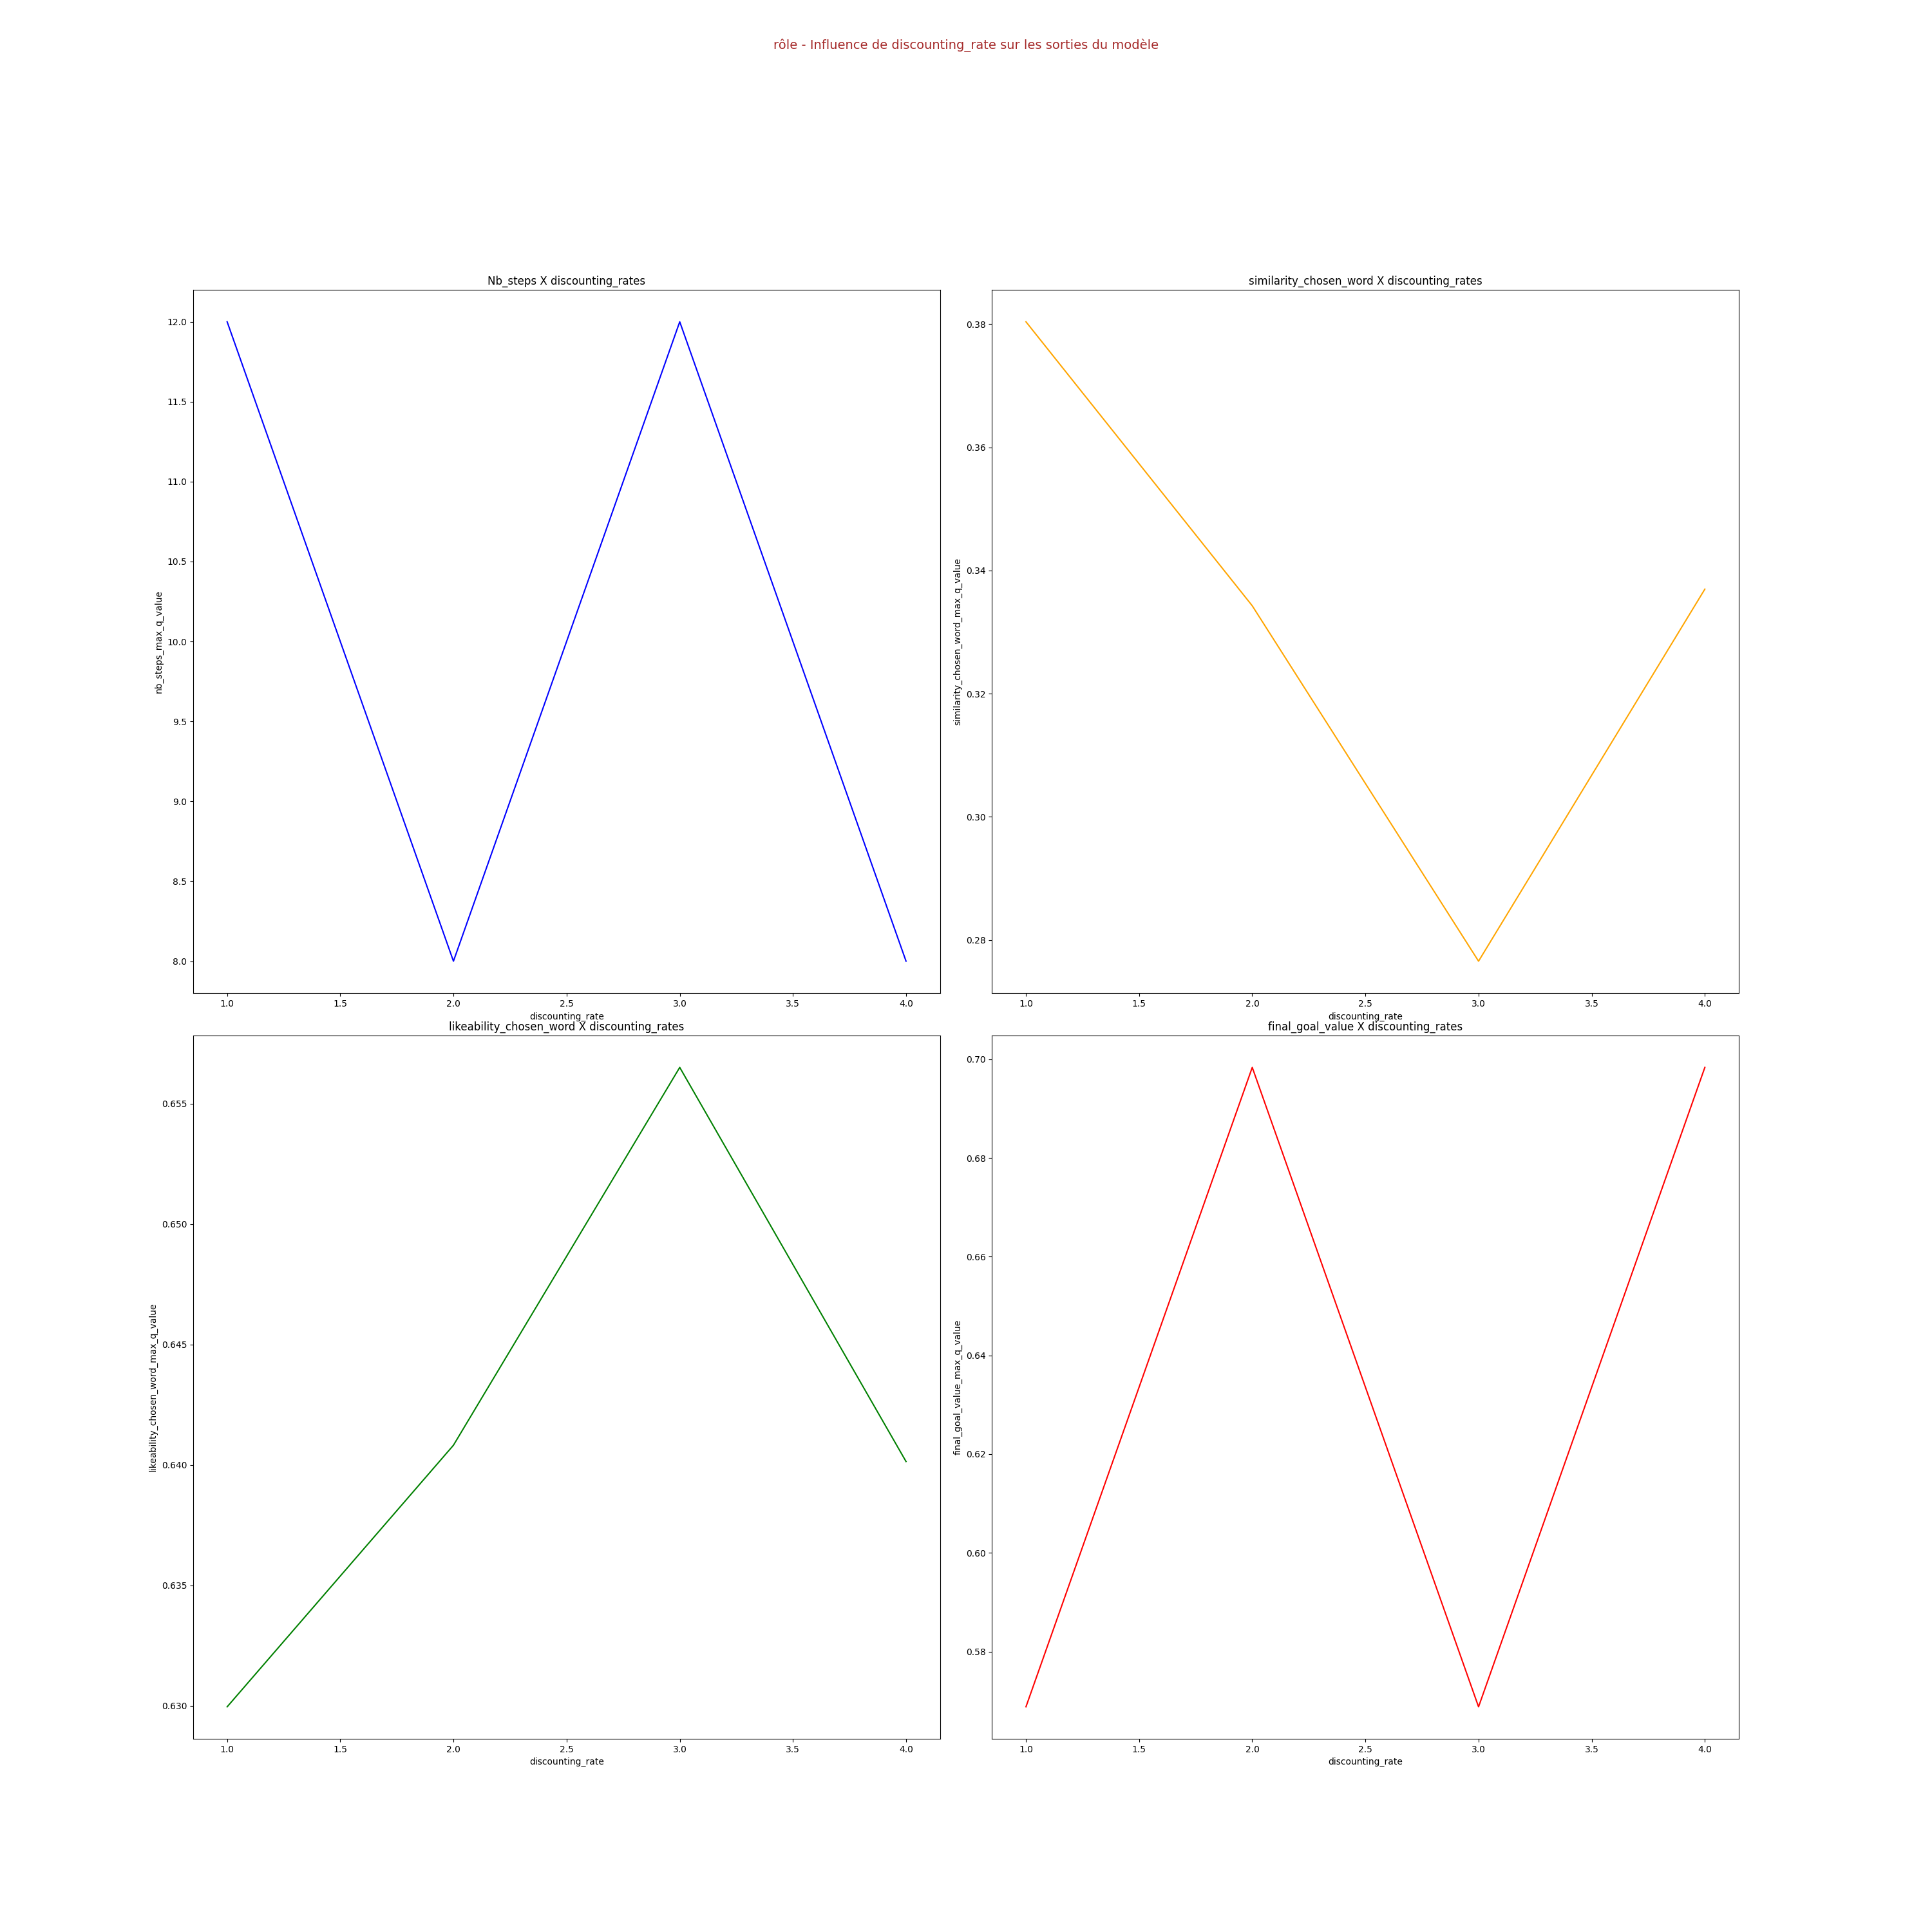 rôle - Influence de discounting_rate sur les sorties du modèle
Nb_steps X discounting_rates
nb_steps_max_q_value
12.0
11.5
11.0
10.5
10.0
9.5
9.0
8.5
8.0
1.0 1.5 2.0 2.5 3.0 3.5 4.0
discounting_rate
similarity_chosen_word X discounting_rates
similarity_chosen_word_max_q_value
0.38
0.36
0.34
0.32
0.30
0.28
1.0 1.5 2.0 2.5 3.0 3.5 4.0
discounting_rate
likeability_chosen_word X discounting_rates
likeability_chosen_word_max_q_value
0.655
0.650
0.645
0.640
0.635
0.630
1.0 1.5 2.0 2.5 3.0 3.5 4.0
discounting_rate
final_goal_value X discounting_rates
final_goal_value_max_q_value
0.70
0.68
0.66
0.64
0.62
0.60
0.58
1.0 1.5 2.0 2.5 3.0 3.5 4.0
discounting_rate